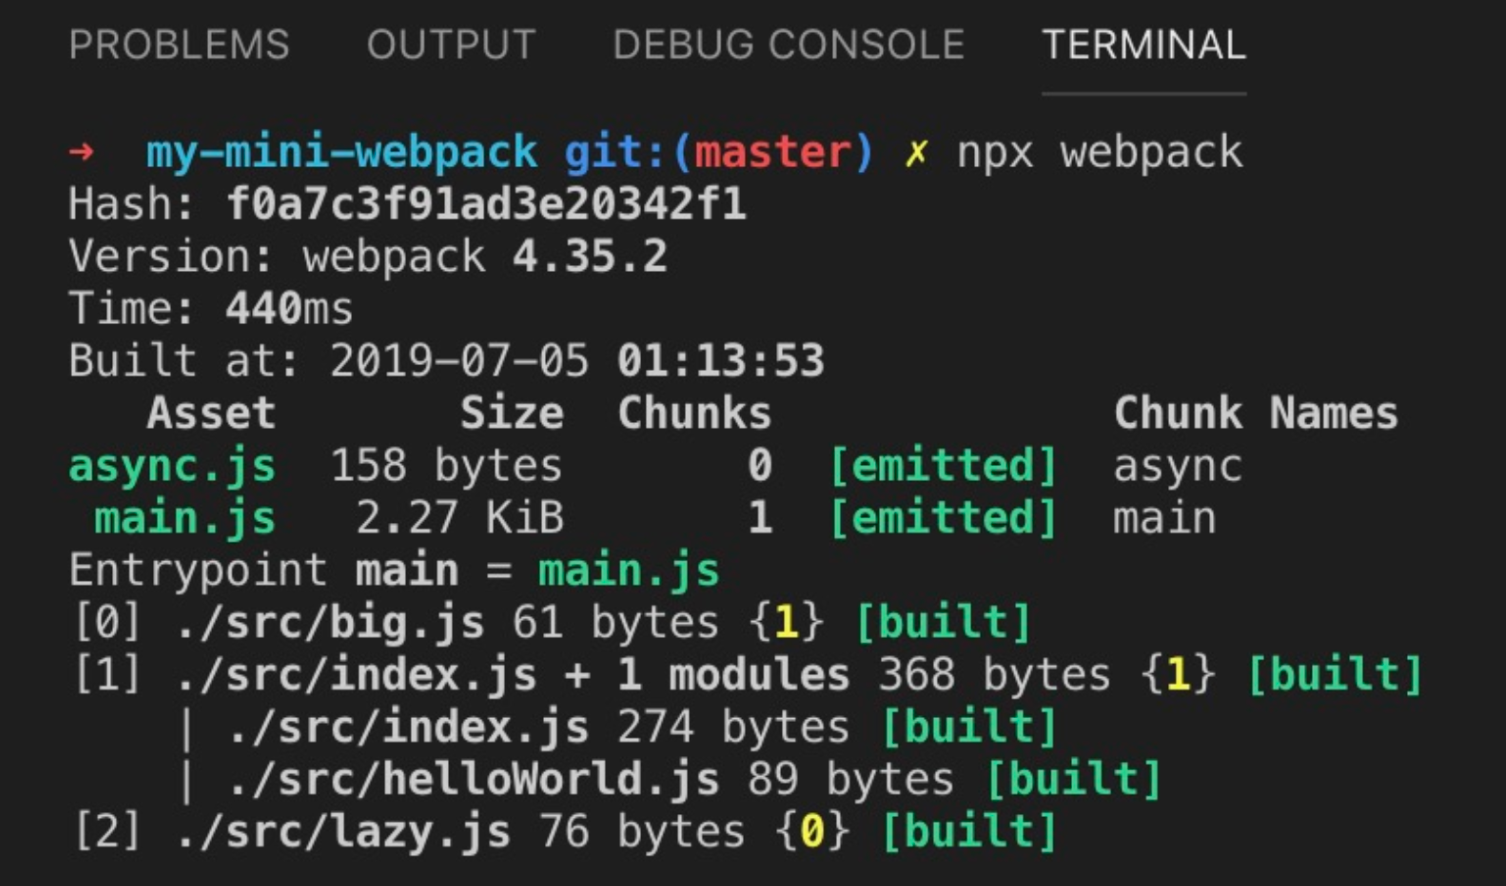 PROBLEMS OUTPUT DEBUG CONSOLE TERMINAL
➜ my-mini-webpack git:(master) ✗ npx webpack
Hash: f0a7c3f91ad3e20342f1
Version: webpack 4.35.2
Time: 440ms
Built at: 2019-07-05 01:13:53
Asset Size Chunks Chunk Names
async.js 158 bytes 0 [emitted] async
main.js 2.27 KiB 1 [emitted] main
Entrypoint main = main.js
[0] ./src/big.js 61 bytes {1} [built]
[1] ./src/index.js + 1 modules 368 bytes {1} [built]
| ./src/index.js 274 bytes [built]
| ./src/helloWorld.js 89 bytes [built]
[2] ./src/lazy.js 76 bytes {0} [built]